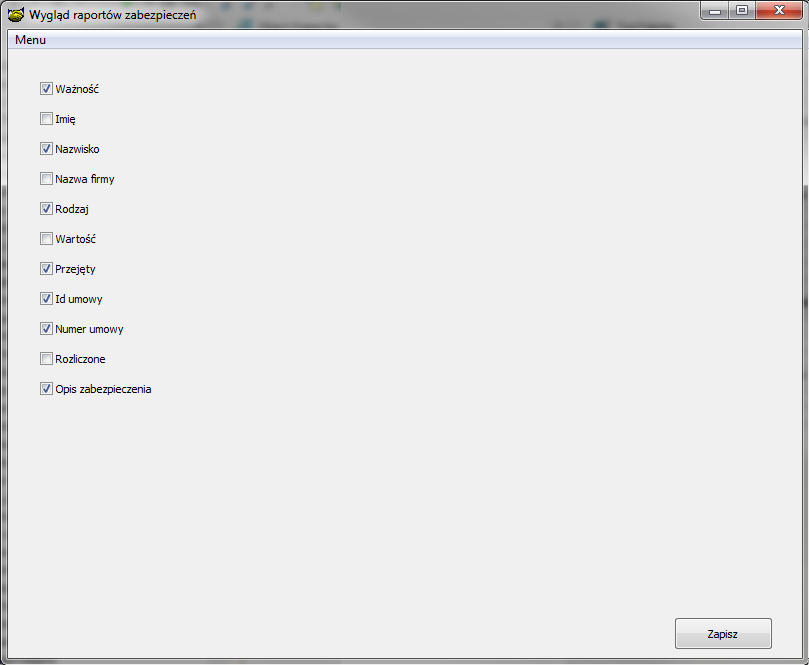 Wygląd raportów zabezpieczeń
Menu
Ważność
Imię
Nazwisko
Nazwa firmy
Rodzaj
Wartość
Przejęty
Id umowy
Numer umowy
Rozliczone
Opis zabezpieczenia
Zapisz